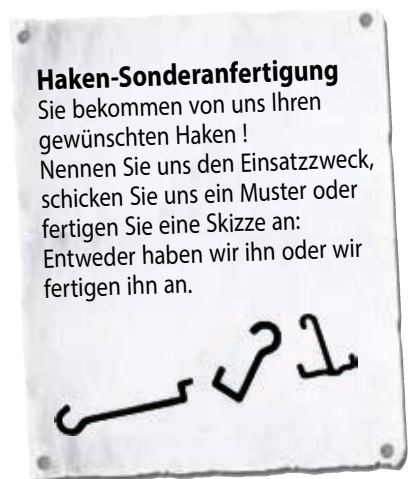 Haken-Sonderanfertigung
Sie bekommen von uns Ihren
gewünschten Haken !
Nennen Sie uns den Einsatzzweck,
schicken Sie uns ein Muster oder
fertigen Sie eine Skizze an:
Entweder haben wir ihn oder wir
fertigen ihn an.